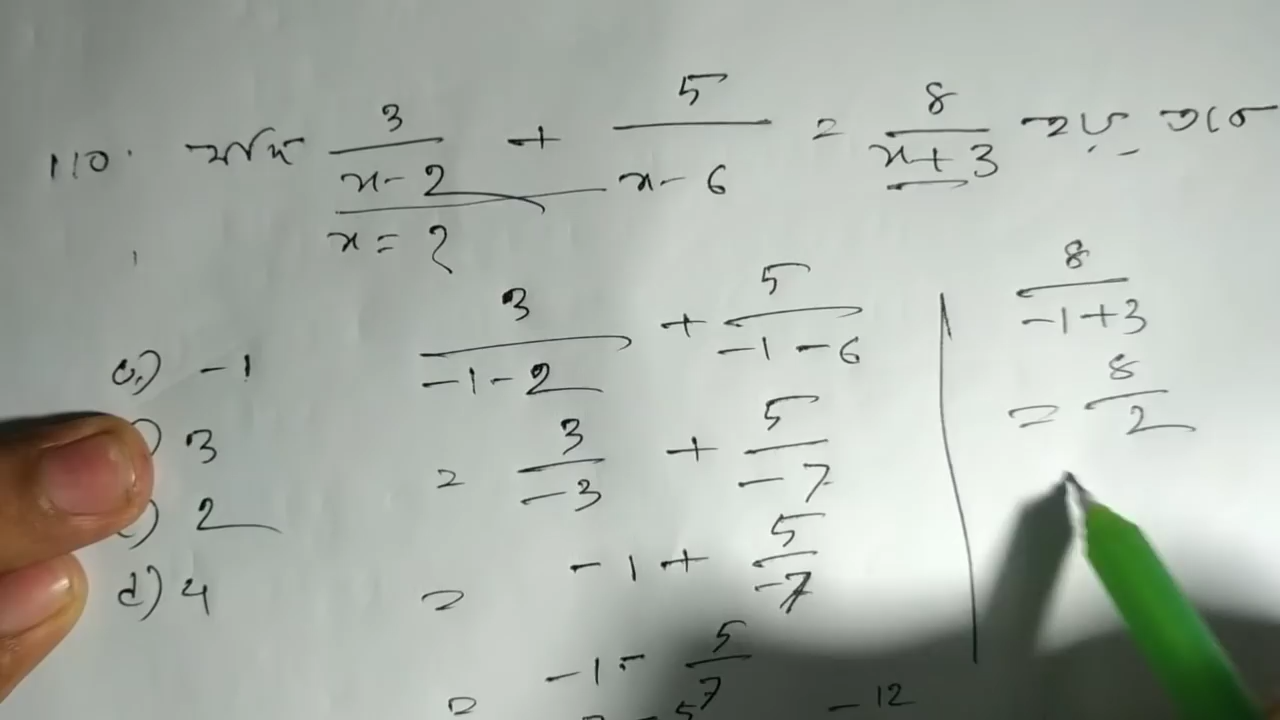 110. যদি 3/(x-2) + 5/(x-6) = 8/(x+3) হয়, তবে
x = ?
a) -1
) 3
c) 2
d) 4
3/(-1-2) + 5/(-1-6)
= 3/-3 + 5/-7
= -1 + 5/-7
= -1 - 5/7
-12
8/(-1+3)
= 8/2